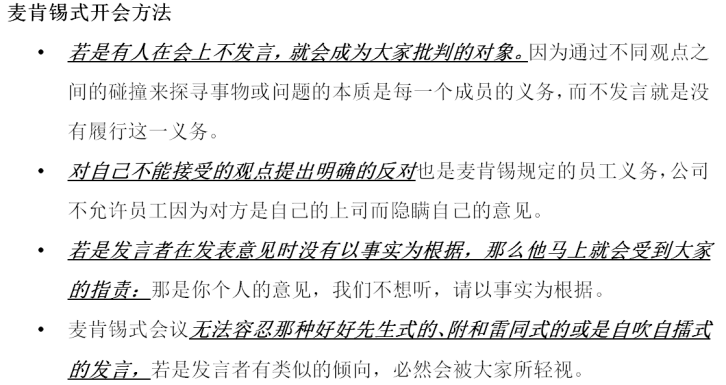 麦肯锡式开会方法
• 若是有人在会上不发言，就会成为大家批判的对象。因为通过不同观点之
间的碰撞来探寻事物或问题的本质是每一个成员的义务，而不发言就是没
有履行这一义务。
• 对自己不能接受的观点提出明确的反对也是麦肯锡规定的员工义务，公司
不允许员工因为对方是自己的上司而隐瞒自己的意见。
• 若是发言者在发表意见时没有以事实为根据，那么他马上就会受到大家
的指责：那是你个人的意见，我们不想听，请以事实为根据。
• 麦肯锡式会议无法容忍那种好好先生式的、附和雷同式的或是自吹自擂式
的发言，若是发言者有类似的倾向，必然会被大家所轻视。